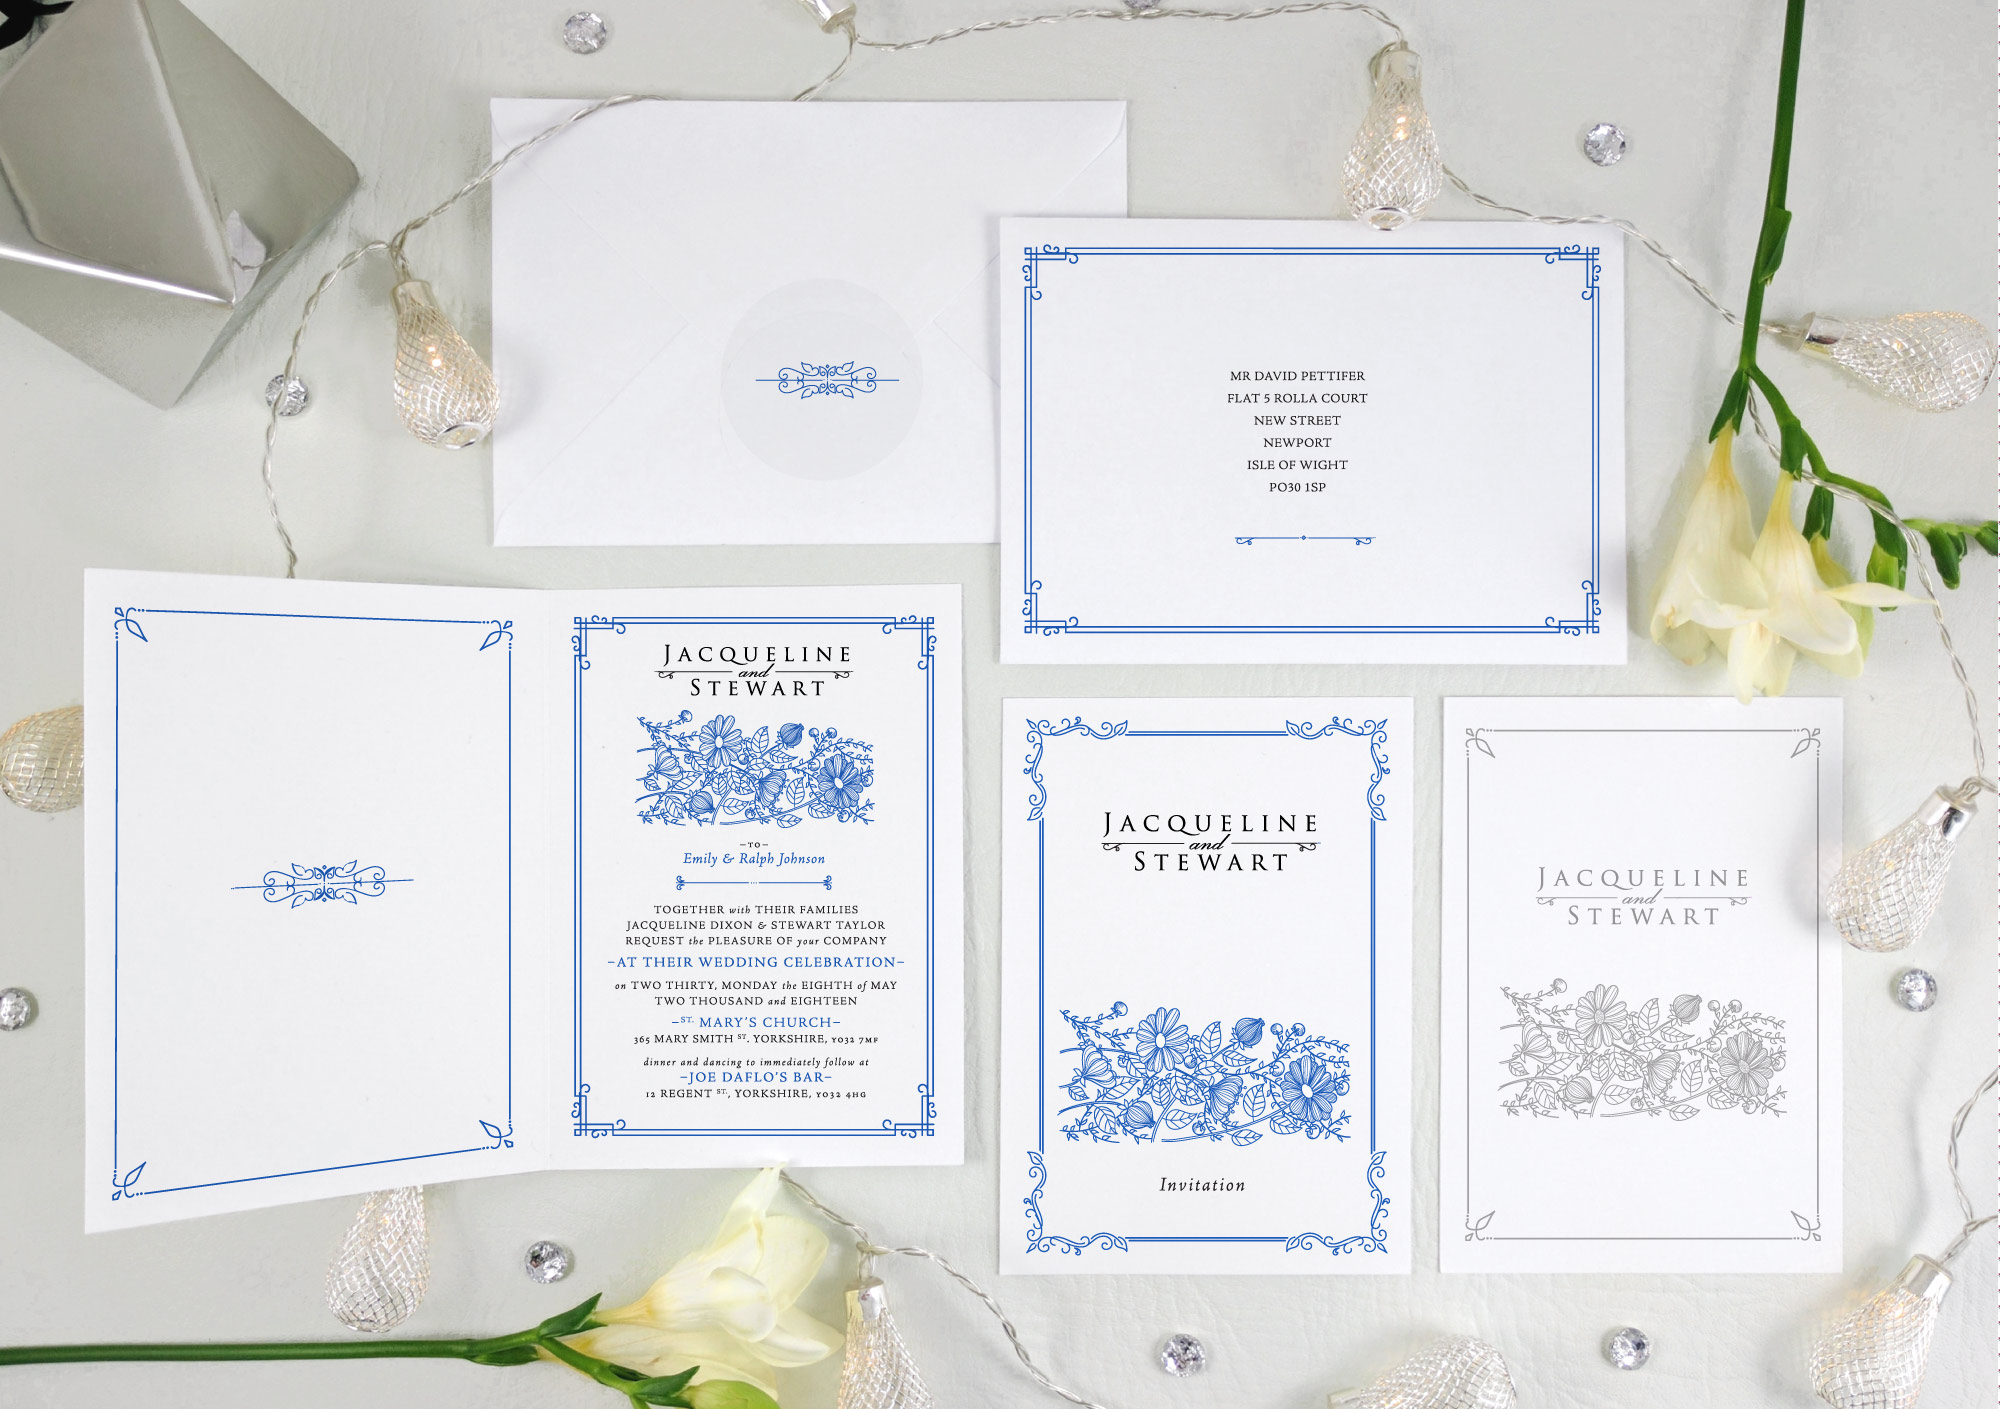 MR DAVID PETTIFER
FLAT 5 ROLLA COURT
NEW STREET
NEWPORT
ISLE OF WIGHT
PO30 1SP
JACQUELINE
and
STEWART
–TO–
Emily & Ralph Johnson
TOGETHER with THEIR FAMILIES
JACQUELINE DIXON & STEWART TAYLOR
REQUEST the PLEASURE OF your COMPANY
–AT THEIR WEDDING CELEBRATION–
on TWO THIRTY, MONDAY the EIGHTH of MAY
TWO THOUSAND and EIGHTEEN
–ST. MARY'S CHURCH–
365 MARY SMITH ST. YORKSHIRE, YO32 7MF
dinner and dancing to immediately follow at
–JOE DAFLO'S BAR–
12 REGENT ST., YORKSHIRE, YO32 4HG
JACQUELINE
and
STEWART
Invitation
JACQUELINE
and
STEWART